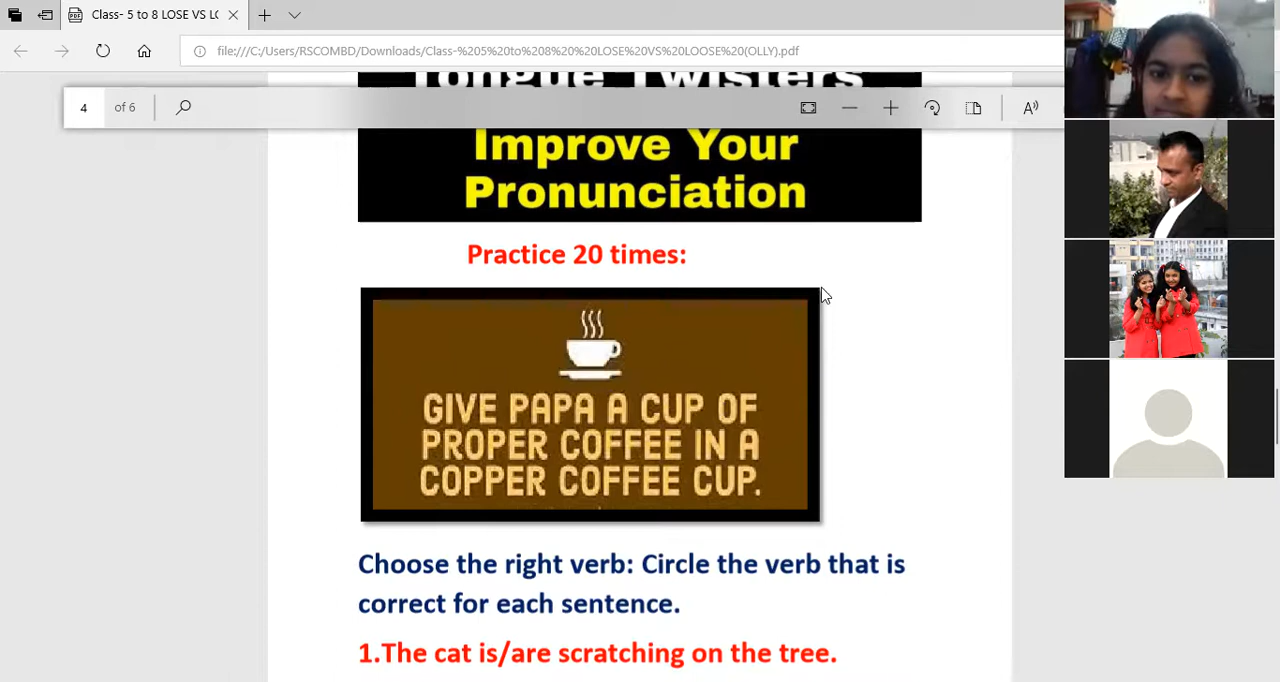 Class- 5 to 8 LOSE VS LO
file:///C:/Users/RSCOMBD/Downloads/Class-%205%20to%208%20%20LOSE%20VS%20LOOSE%20(OLLY).pdf
Tongue Twisters
4 of 6
Improve Your
Pronunciation
Practice 20 times:
GIVE PAPA A CUP OF
PROPER COFFEE IN A
COPPER COFFEE CUP.
Choose the right verb: Circle the verb that is
correct for each sentence.
1.The cat is/are scratching on the tree.